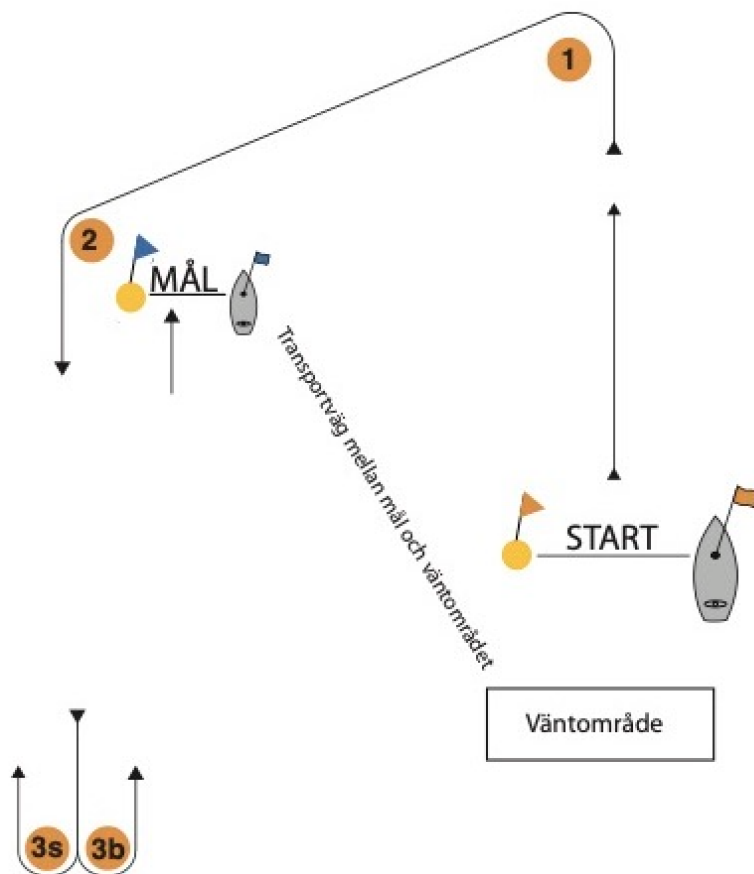 1
2
MÅL
Transportväg mellan mål och väntområdet
START
Väntområde
3s
3b